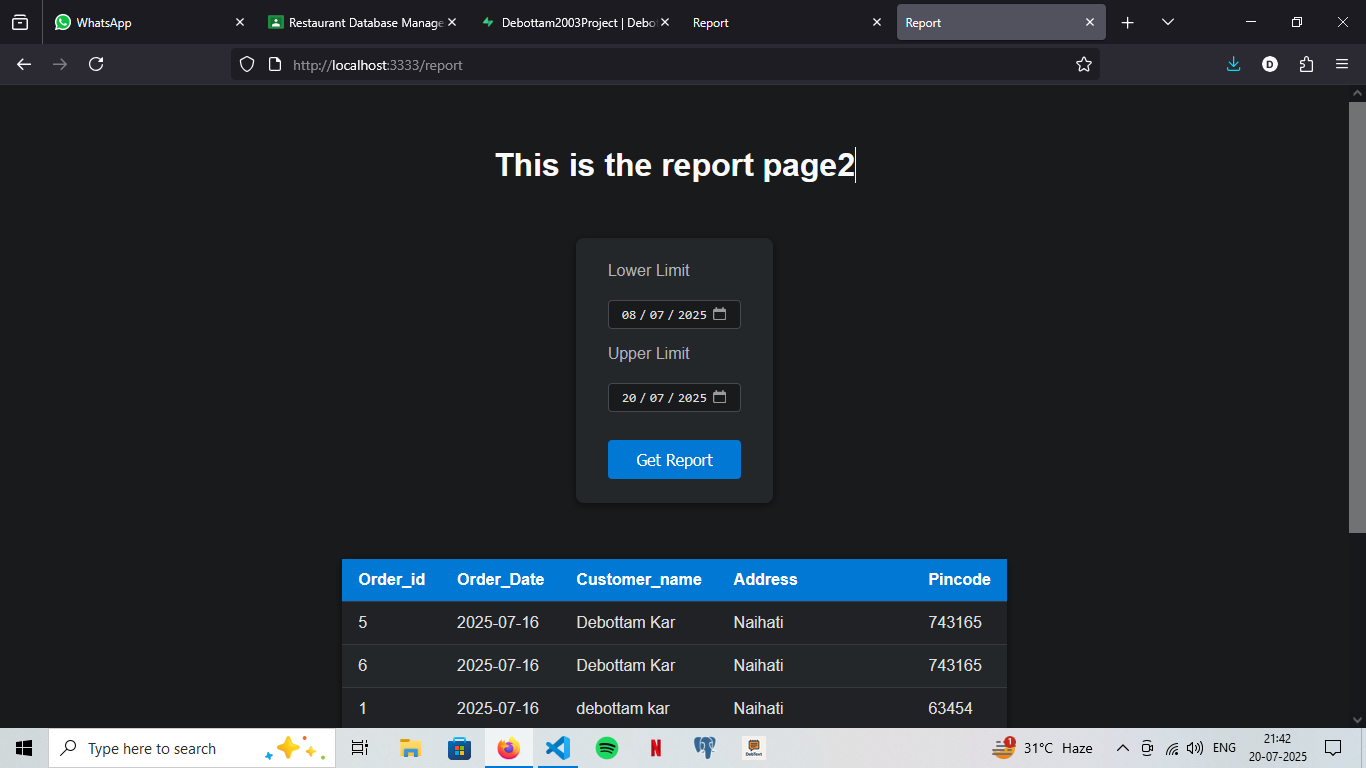 WhatsApp
Restaurant Database Manage
Debottam2003Project | Debo
Report
Report
http://localhost:3333/report
D
This is the report page2
Lower Limit
08 / 07 / 2025
Upper Limit
20 / 07 / 2025
Get Report
Order_id Order_Date Customer_name Address Pincode
5 2025-07-16 Debottam Kar Naihati 743165
6 2025-07-16 Debottam Kar Naihati 743165
1 2025-07-16 debottam kar Naihati 63454
Type here to search
N
1
31°C Haze
ENG
21:42
20-07-2025